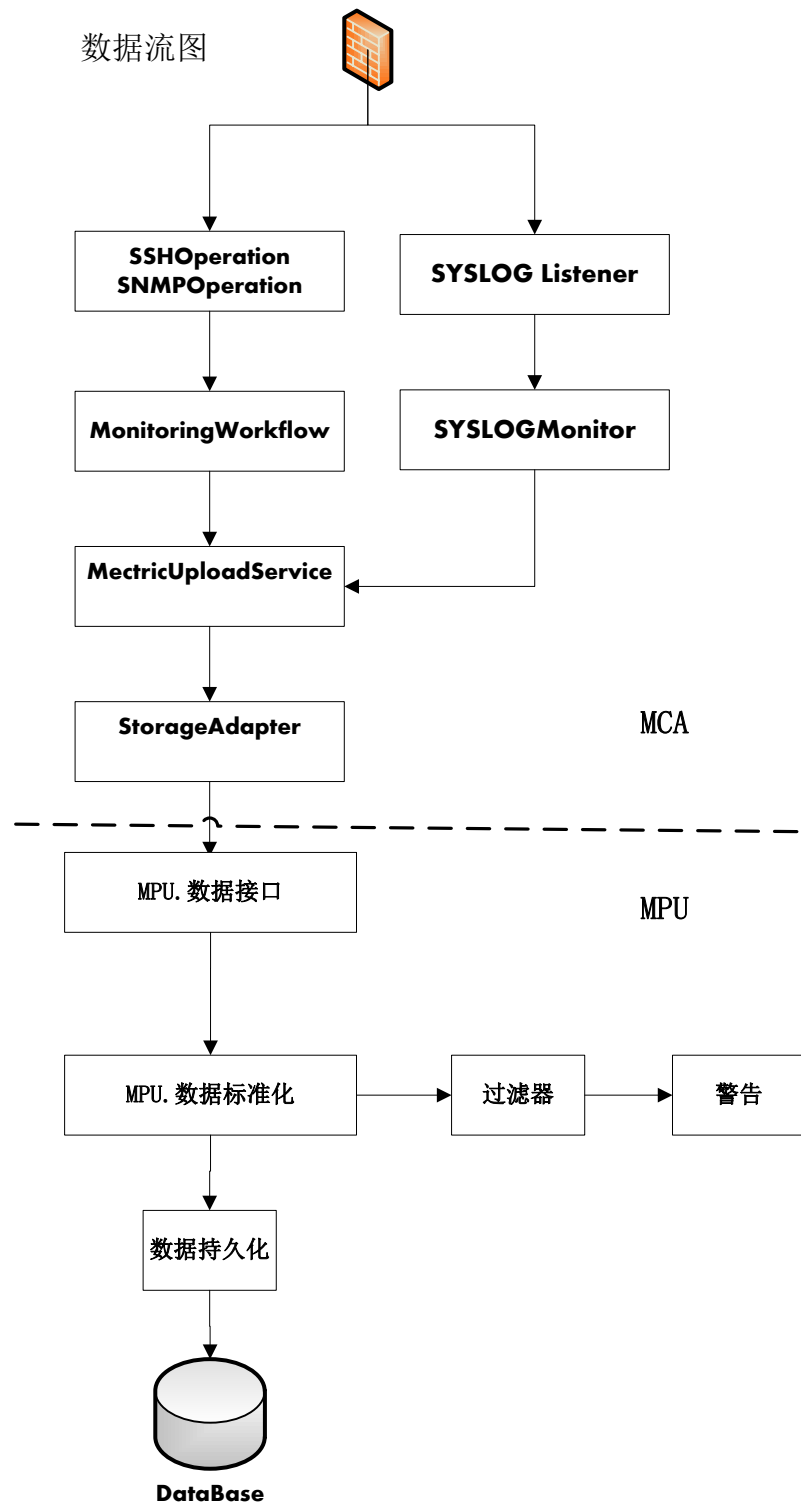 数据流图
SSHOperation
SNMPOperation
SYSLOG Listener
MonitoringWorkflow
SYSLOGMonitor
MectricUploadService
StorageAdapter
MCA
MPU.数据接口
MPU
MPU.数据标准化
过滤器
警告
数据持久化
DataBase